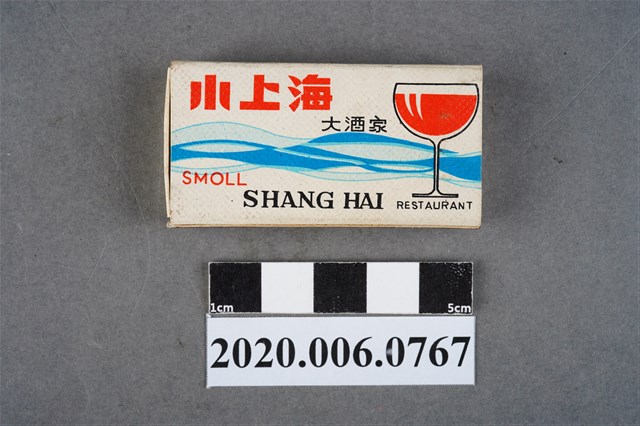 小上海
大酒家
SMOLL
SHANG HAI
RESTAURANT
1cm 5cm
2020.006.0767